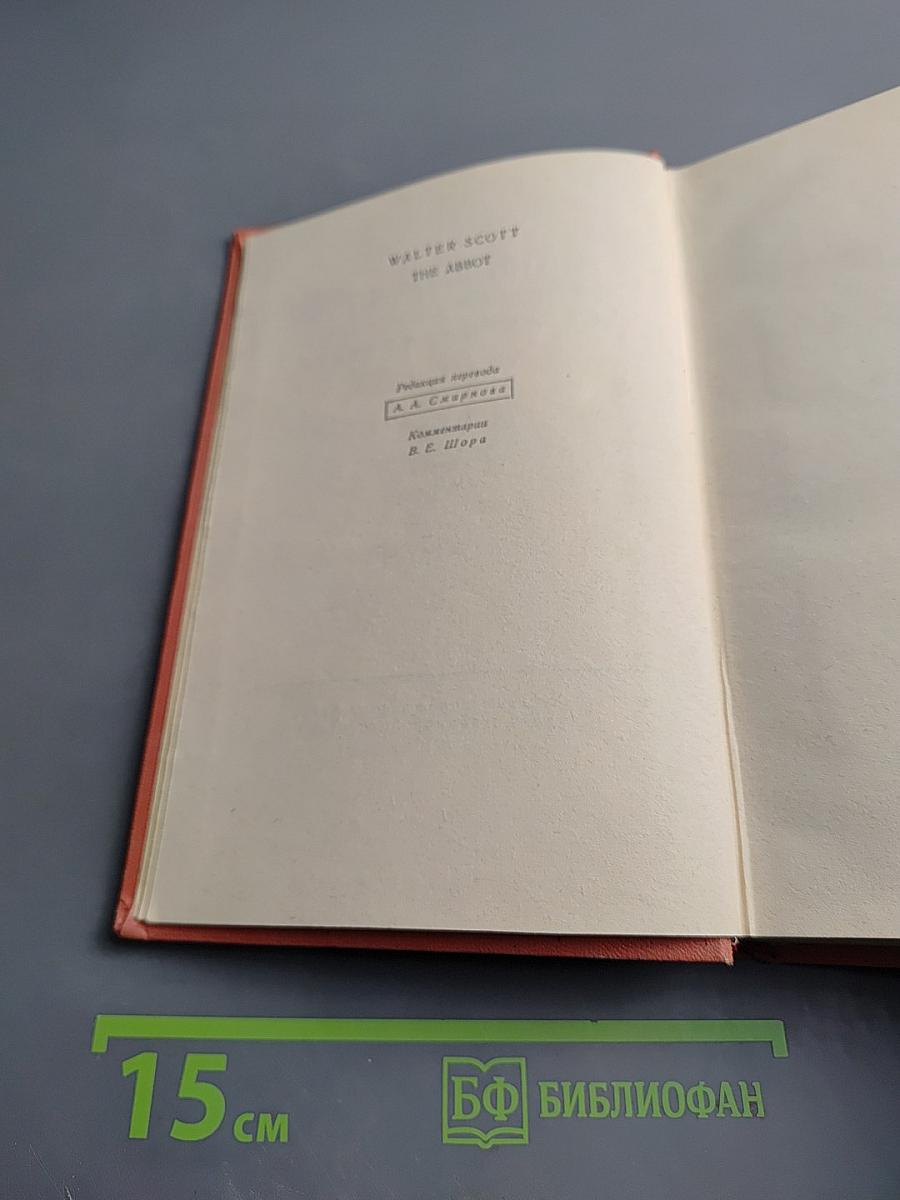 WALTER SCOTT
THE ABBOT
Редакция перевода
А. А. Смирнова
Комментарии
В. Е. Шора
15 см
БФ БИБЛИОФАН